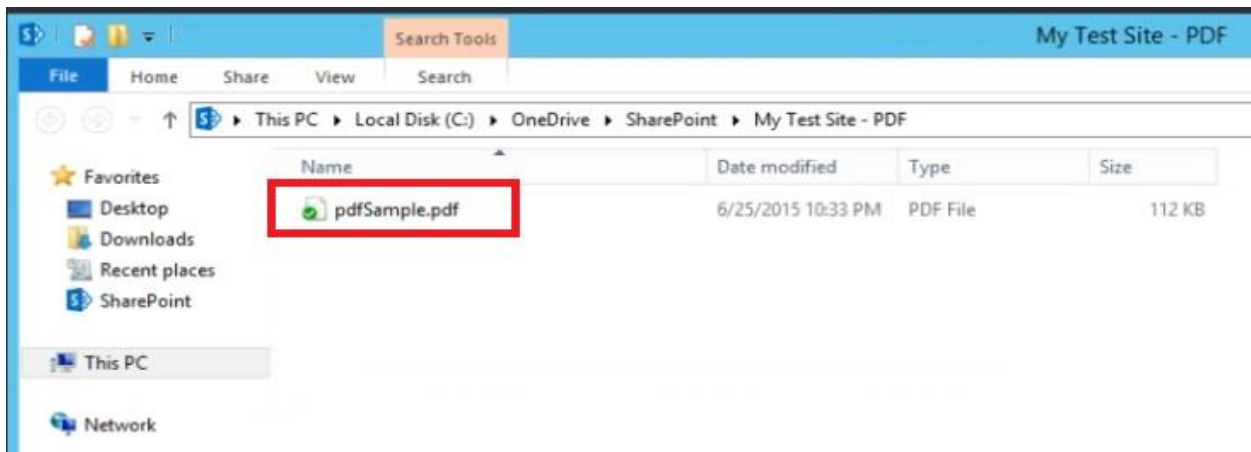 Search Tools
My Test Site - PDF
File Home Share View Search
This PC Local Disk (C:) OneDrive SharePoint My Test Site - PDF
Favorites
Desktop
Downloads
Recent places
SharePoint
This PC
Network
Name Date modified Type Size
pdfSample.pdf 6/25/2015 10:33 PM PDF File 112 KB